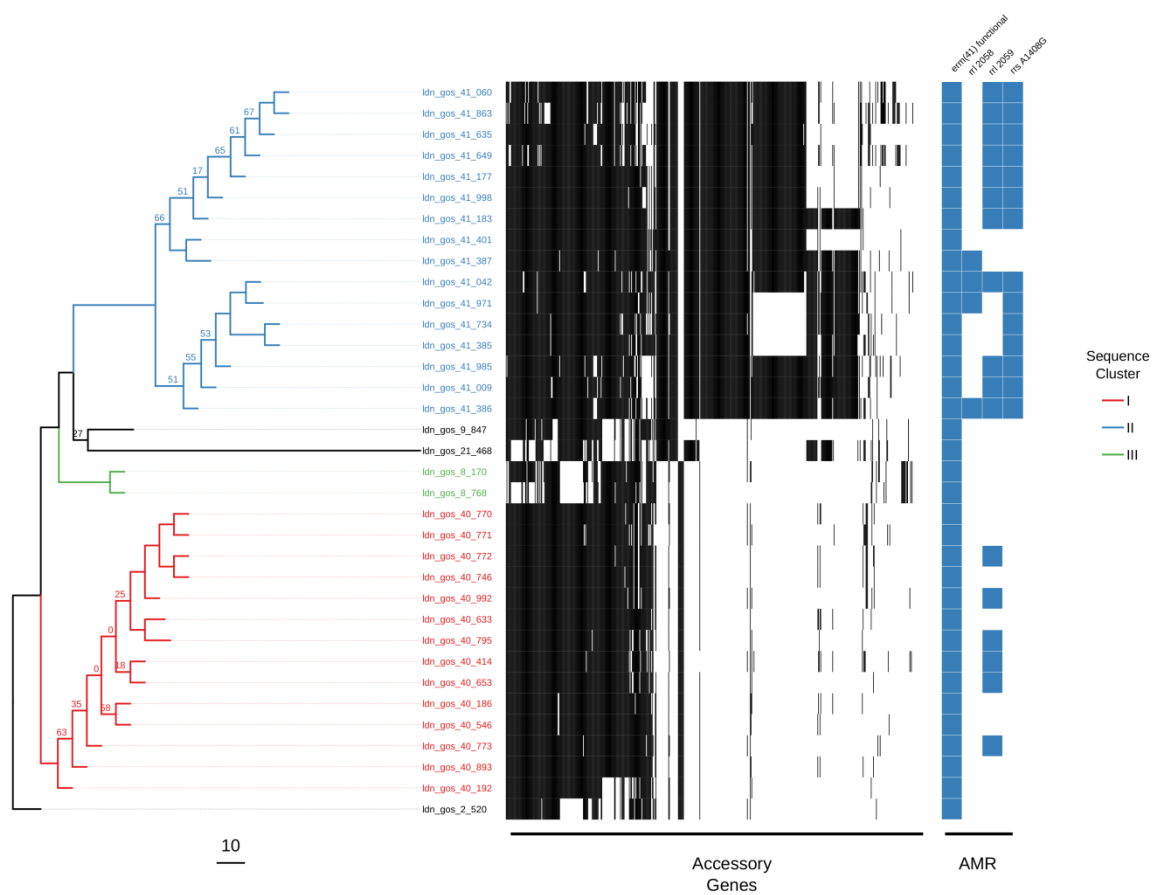 erm(41) functional
rrl 2058
rrl 2059
rrs A1408G
ldn_gos_41_060
67
ldn_gos_41_863
61
ldn_gos_41_635
65
ldn_gos_41_649
17
ldn_gos_41_177
51
ldn_gos_41_998
66
ldn_gos_41_183
ldn_gos_41_401
ldn_gos_41_387
ldn_gos_41_042
ldn_gos_41_971
ldn_gos_41_734
53
ldn_gos_41_385
55
ldn_gos_41_985
51
ldn_gos_41_009
ldn_gos_41_386
27
ldn_gos_9_847
ldn_gos_21_468
ldn_gos_8_170
ldn_gos_8_768
ldn_gos_40_770
ldn_gos_40_771
ldn_gos_40_772
ldn_gos_40_746
25
ldn_gos_40_992
0
ldn_gos_40_633
ldn_gos_40_795
0
18
ldn_gos_40_414
ldn_gos_40_653
35
58
ldn_gos_40_186
63
ldn_gos_40_546
ldn_gos_40_773
ldn_gos_40_893
ldn_gos_40_192
ldn_gos_2_520
10
Accessory
Genes
AMR
Sequence
Cluster
I
II
III